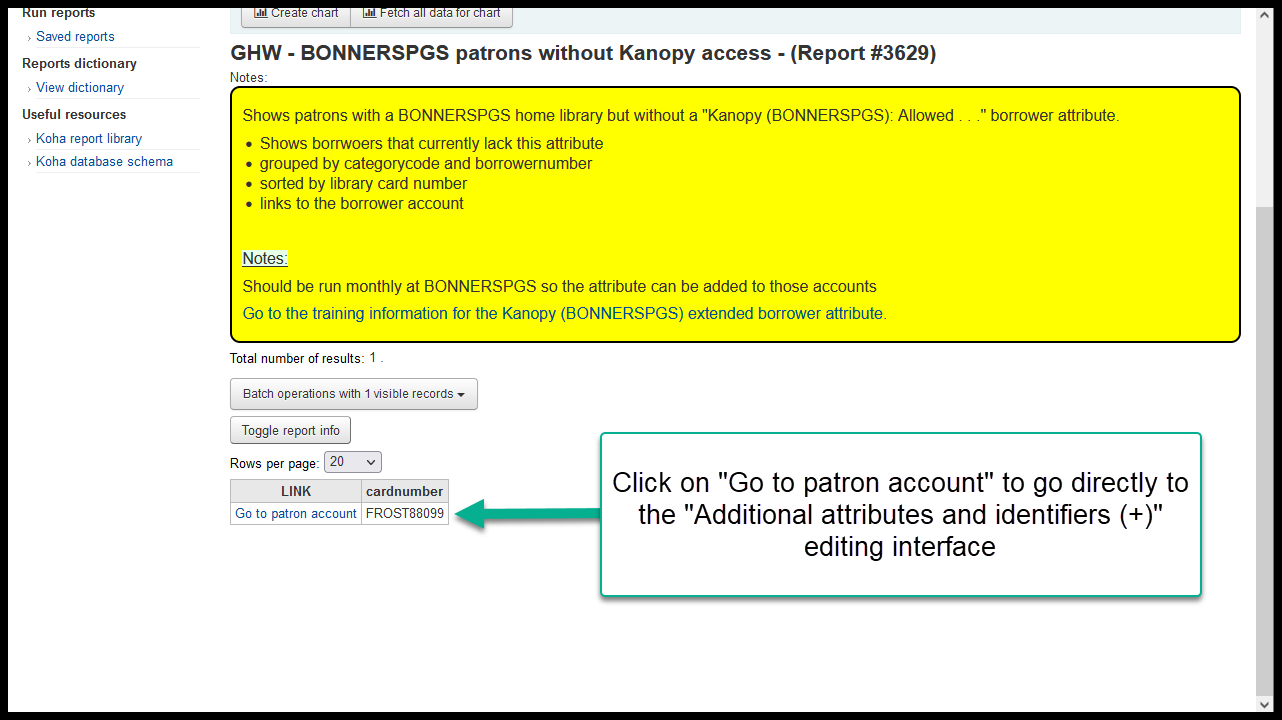 Run reports
Saved reports
Reports dictionary
View dictionary
Useful resources
Koha report library
Koha database schema
Create chart
Fetch all data for chart
GHW - BONNERSPGS patrons without Kanopy access - (Report #3629)
Notes:
Shows patrons with a BONNERSPGS home library but without a "Kanopy (BONNERSPGS): Allowed . . ." borrower attribute.
Shows borrwoers that currently lack this attribute
grouped by categorycode and borrowernumber
sorted by library card number
links to the borrower account
Notes:
Should be run monthly at BONNERSPGS so the attribute can be added to those accounts
Go to the training information for the Kanopy (BONNERSPGS) extended borrower attribute.
Total number of results: 1 .
Batch operations with 1 visible records
Toggle report info
Rows per page: 20
LINK cardnumber
Go to patron account FROST88099
Click on "Go to patron account" to go directly to
the "Additional attributes and identifiers (+)"
editing interface